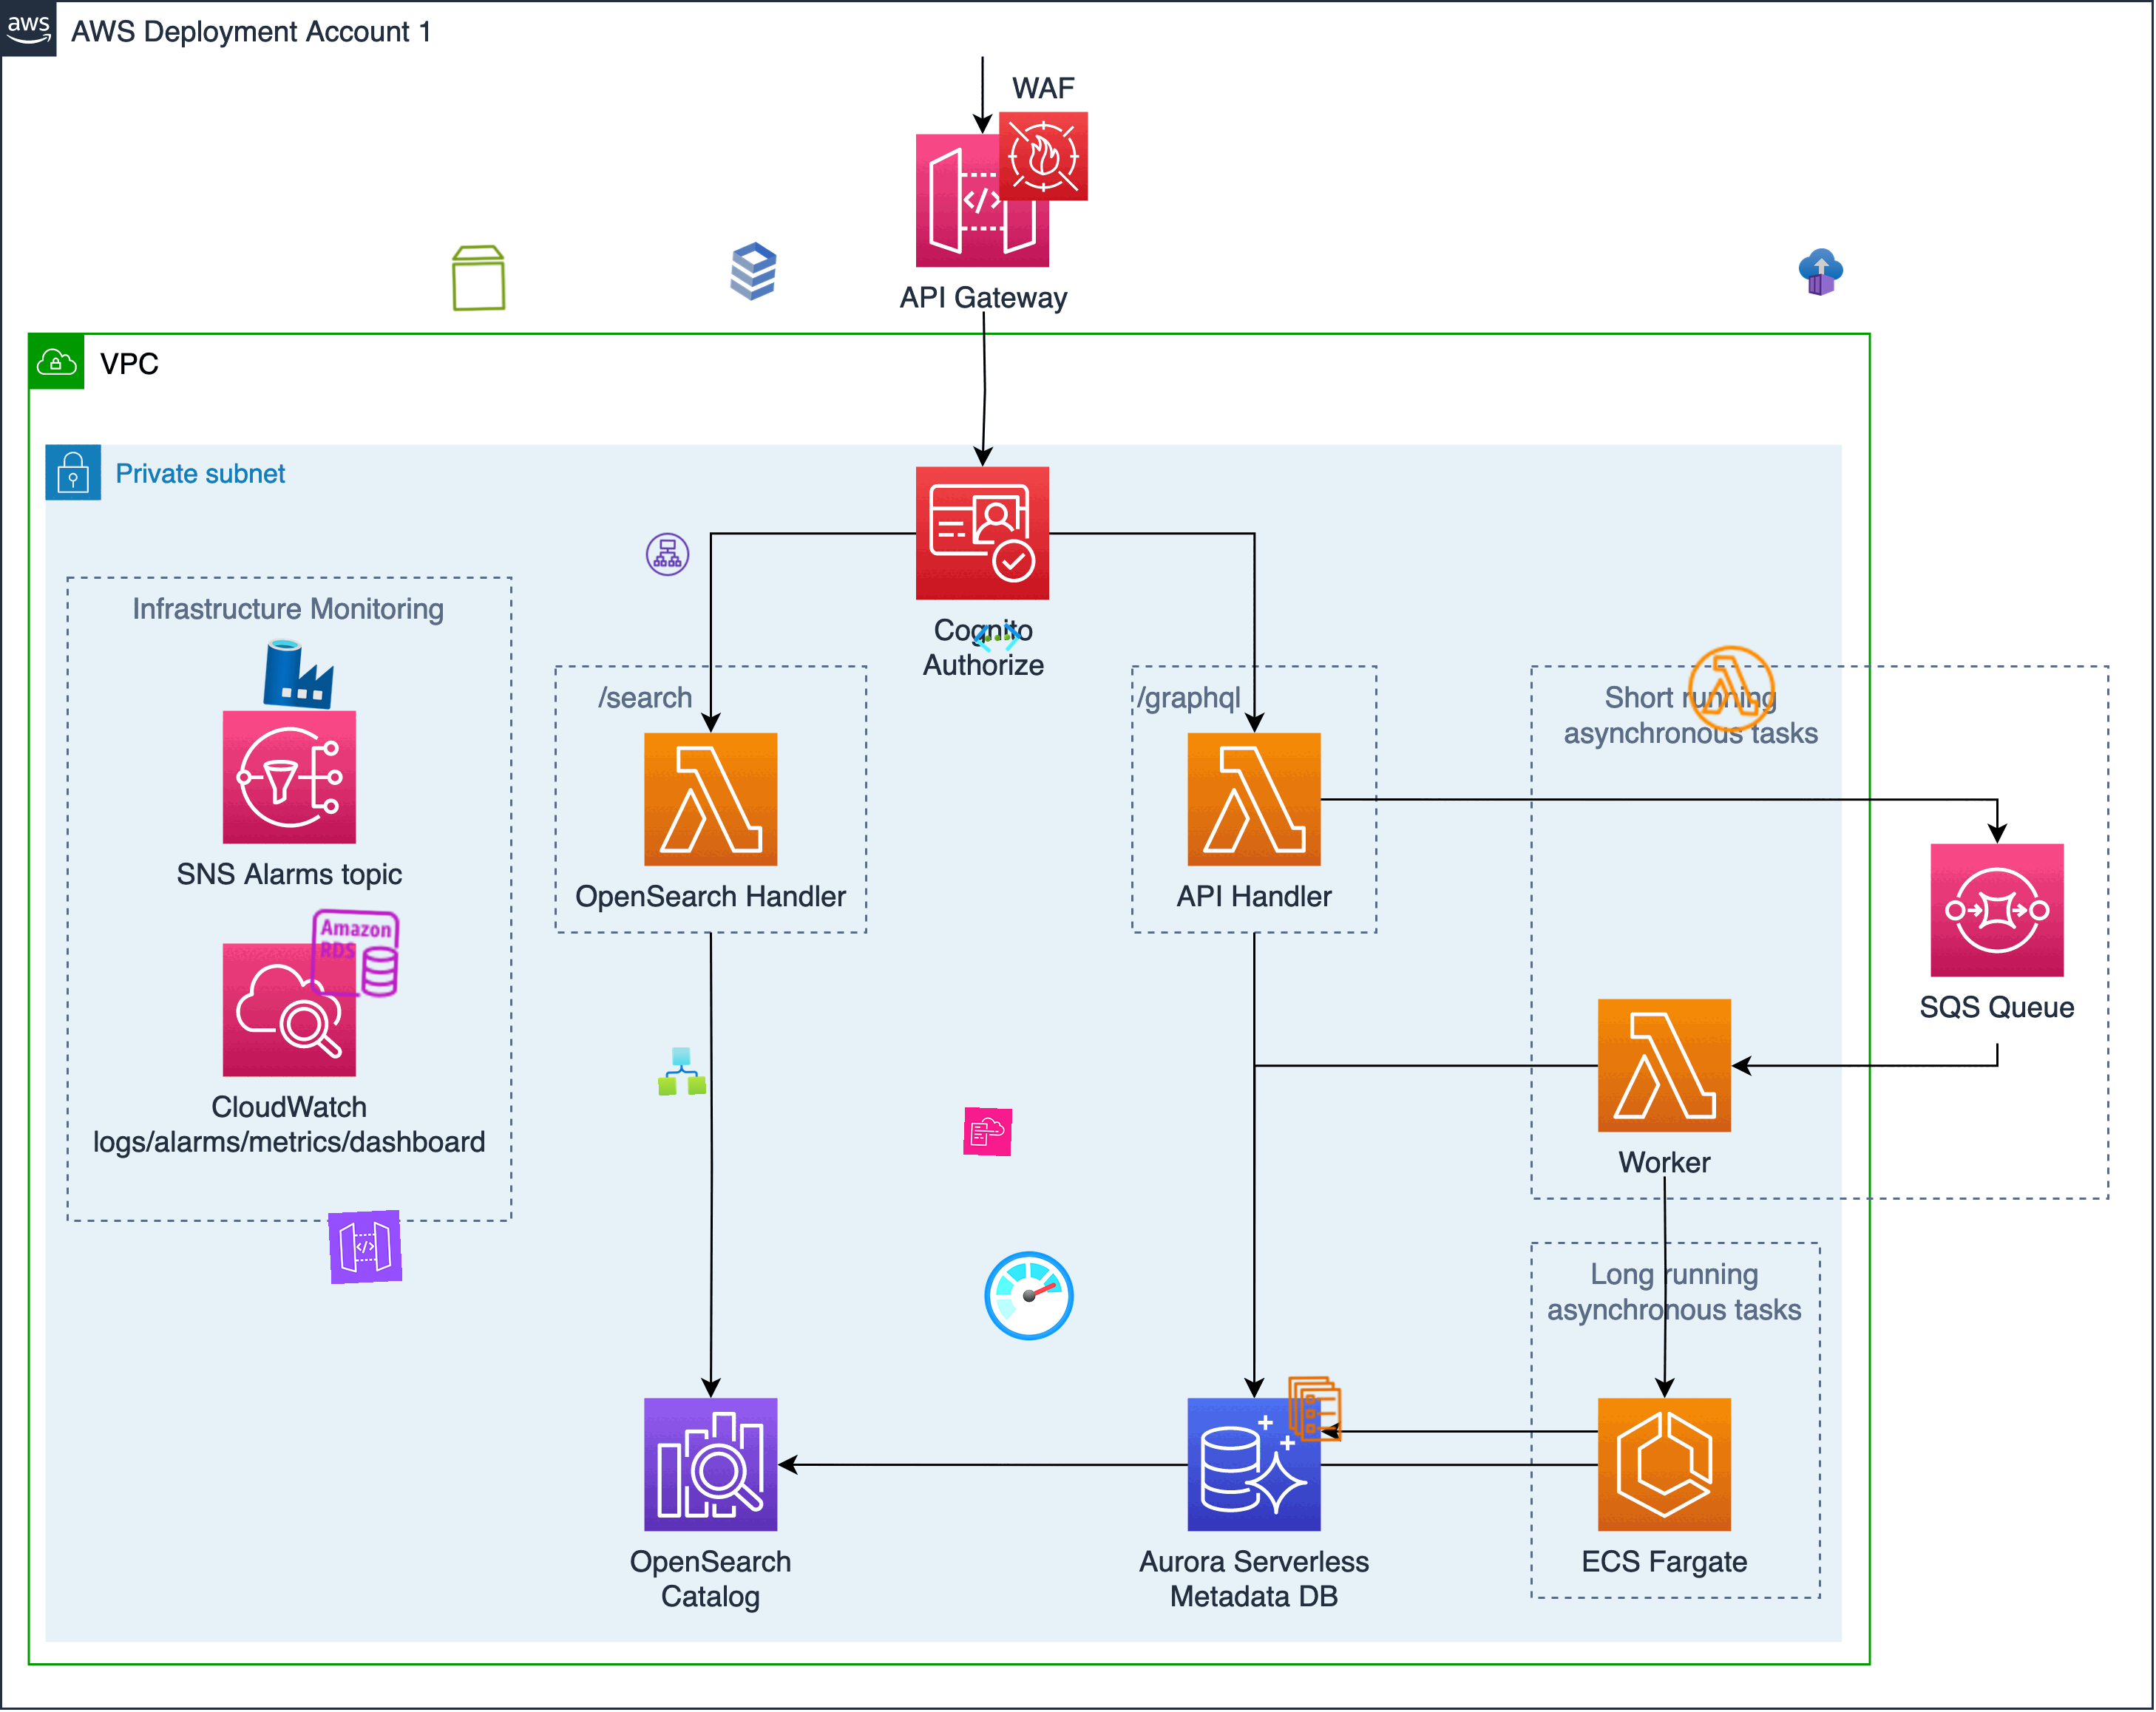 aws
AWS Deployment Account 1
WAF
API Gateway
VPC
Private subnet
Cognito
Authorize
Infrastructure Monitoring
SNS Alarms topic
Amazon
RDS
CloudWatch
logs/alarms/metrics/dashboard
/search
OpenSearch Handler
/graphql
API Handler
Short running
asynchronous tasks
SQS Queue
Worker
Long running
asynchronous tasks
OpenSearch
Catalog
Aurora Serverless
Metadata DB
ECS Fargate